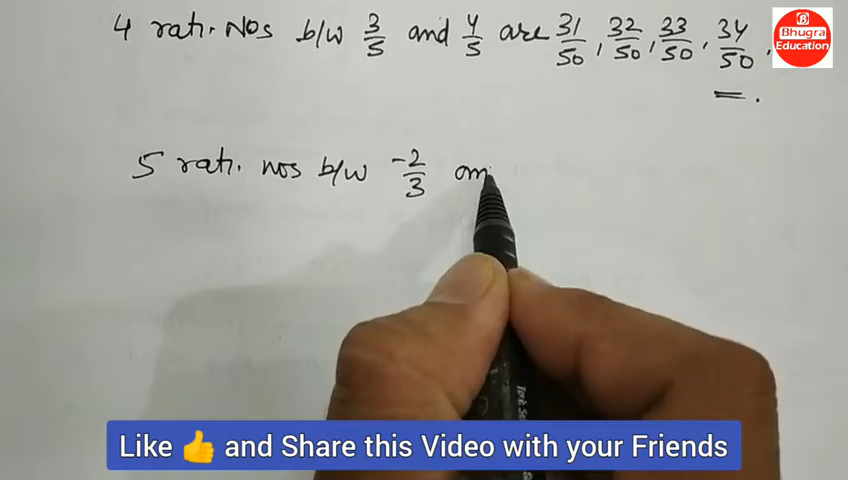 4 rati. Nos b/w 3/5 and 4/5 are 31/50, 32/50, 33/50, 34/50.
5 rati. nos b/w -2/3 an
B
Bhugra
Education
Like 👍 and Share this Video with your Friends